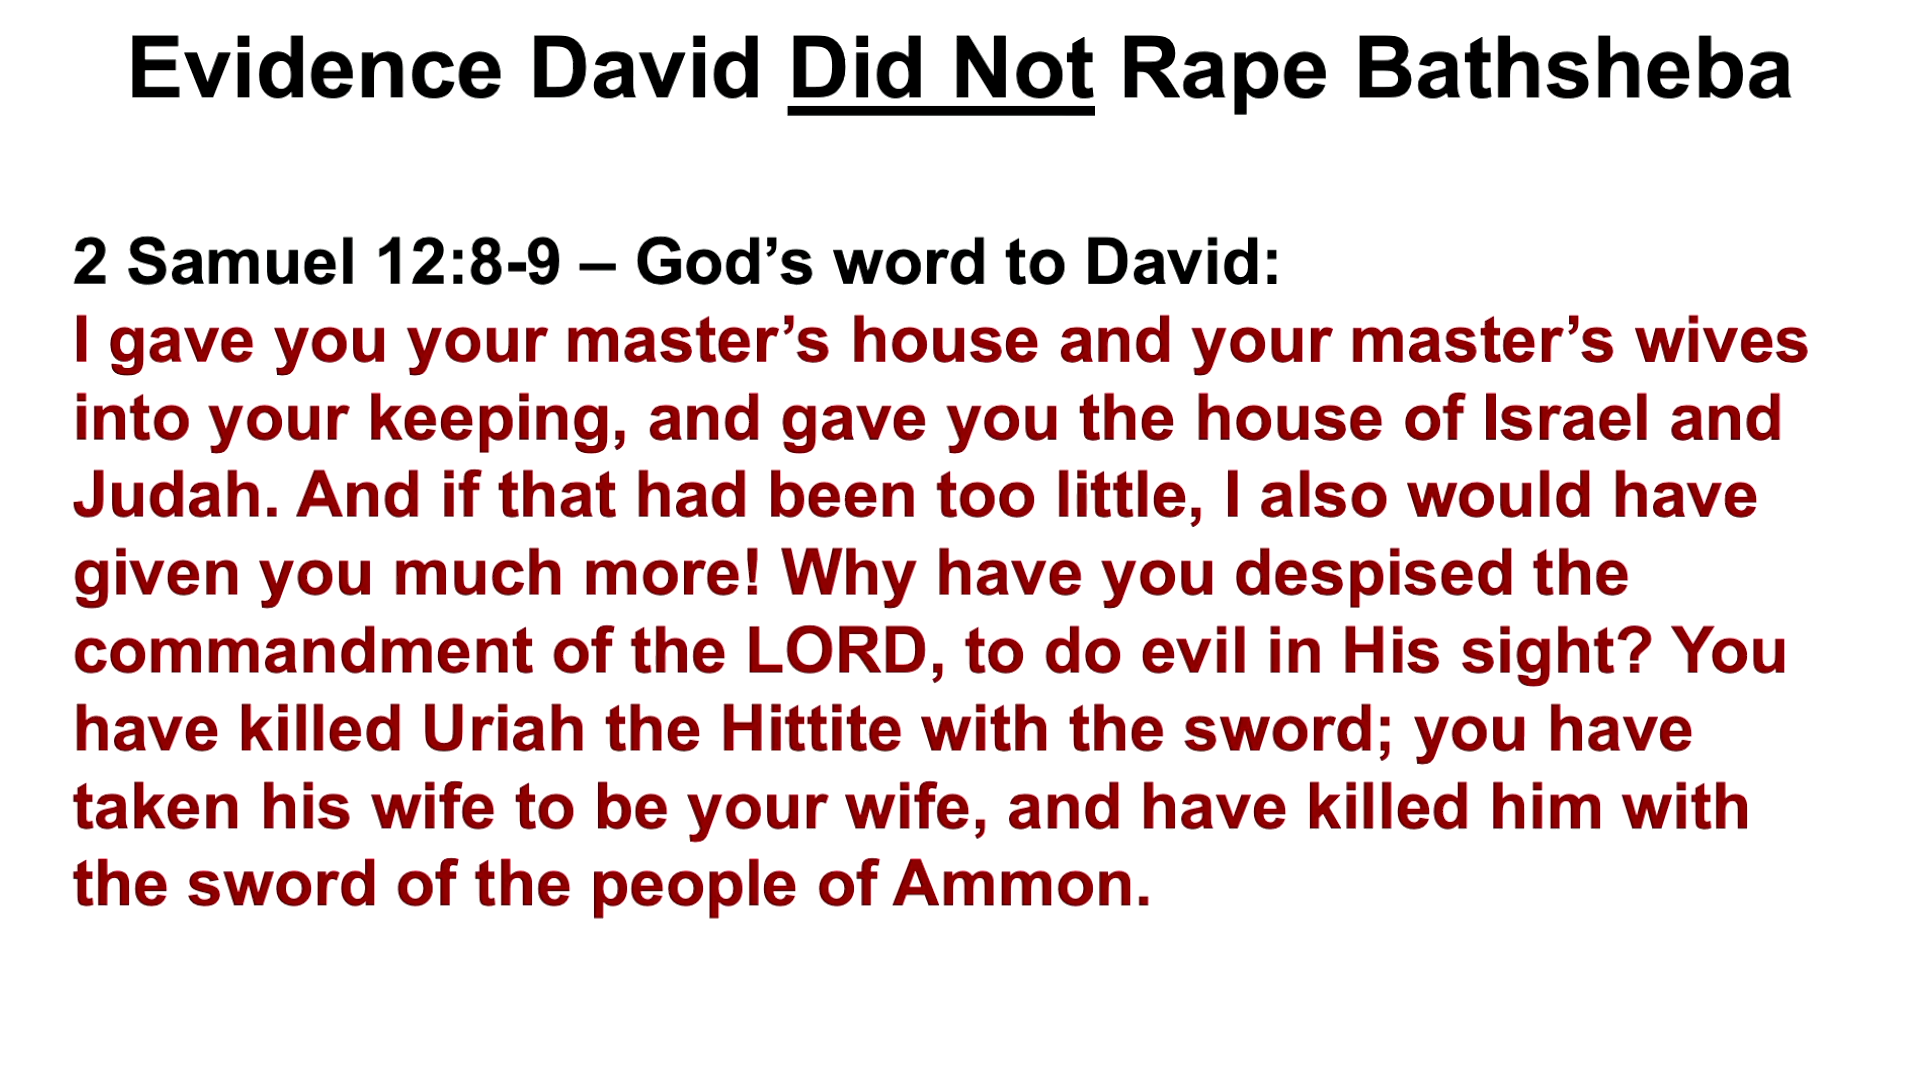 Evidence David Did Not Rape Bathsheba
2 Samuel 12:8-9 – God’s word to David:
I gave you your master’s house and your master’s wives
into your keeping, and gave you the house of Israel and
Judah. And if that had been too little, I also would have
given you much more! Why have you despised the
commandment of the LORD, to do evil in His sight? You
have killed Uriah the Hittite with the sword; you have
taken his wife to be your wife, and have killed him with
the sword of the people of Ammon.